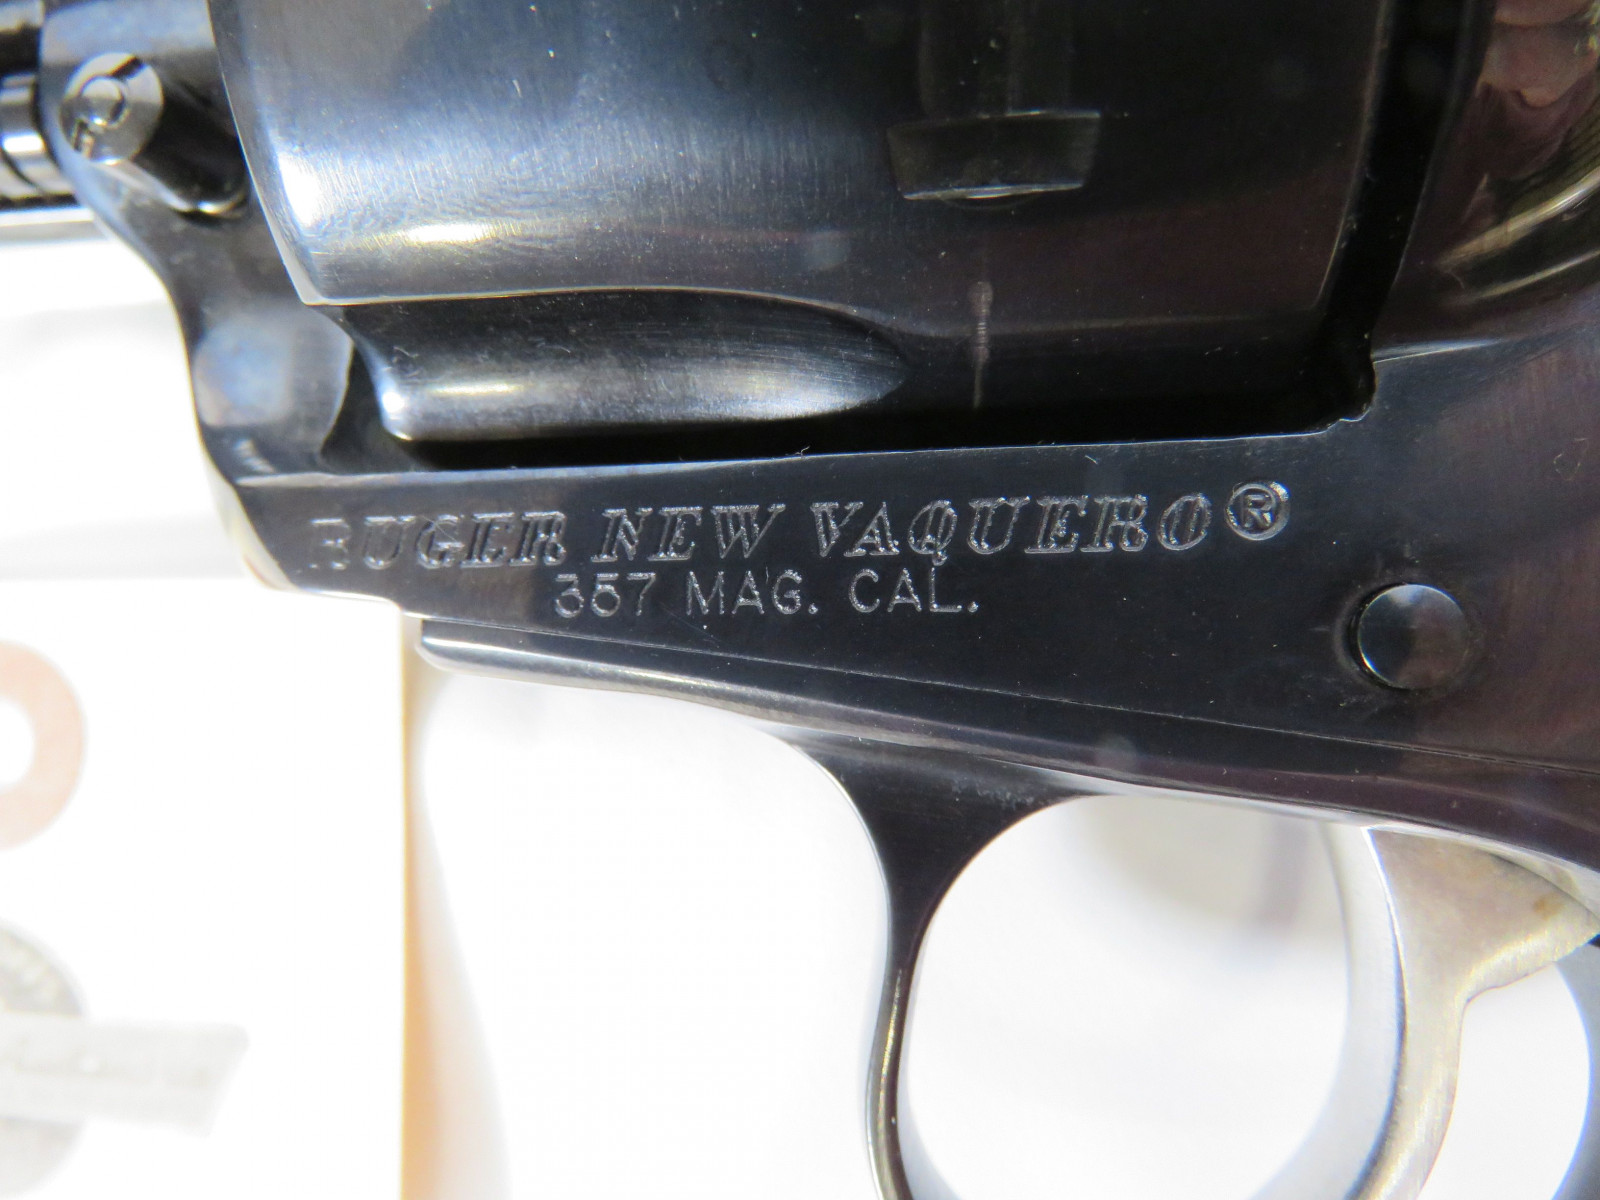 RUGER NEW VAQUERO®
357 MAG. CAL.